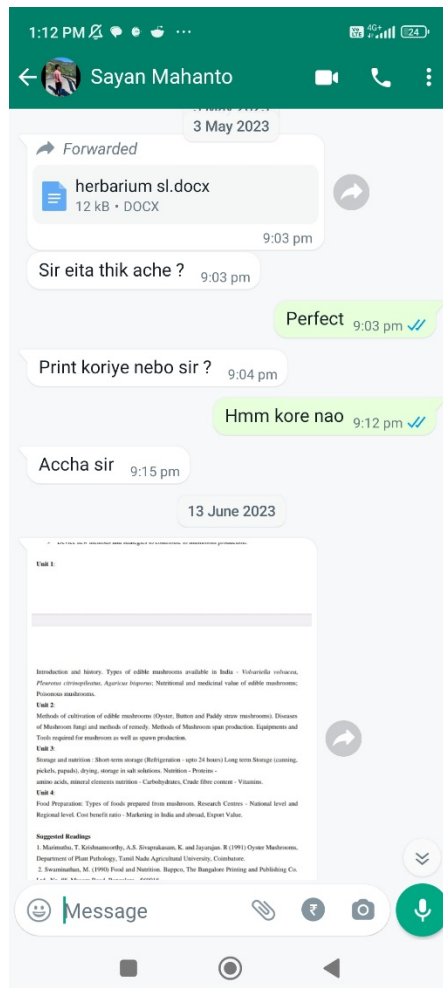 1:12 PM
4G+
24
Sayan Mahanto
3 May 2023
Forwarded
herbarium sl.docx
12 kB • DOCX
9:03 pm
Sir eita thik ache ? 9:03 pm
Perfect 9:03 pm
Print koriye nebo sir ? 9:04 pm
Hmm kore nao 9:12 pm
Accha sir 9:15 pm
13 June 2023
Unit 1:
Introduction and history. Types of edible mushrooms available in India - Volvariella volvacea,
Pleurotus citrinopileatus, Agaricus bisporus; Nutritional and medicinal value of edible mushrooms;
Poisonous mushrooms.
Unit 2:
Methods of cultivation of edible mushrooms (Oyster, Button and Paddy straw mushrooms). Diseases
of Mushroom fungi and methods of remedy. Methods of Mushroom span production. Equipments and
Tools required for mushroom as well as spawn production.
Unit 3:
Storage and nutrition : Short-term storage (Refrigeration - upto 24 hours) Long term Storage (canning,
pickels, papads), drying, storage in salt solutions. Nutrition - Proteins -
amino acids, mineral elements nutrition - Carbohydrates, Crude fibre content - Vitamins.
Unit 4:
Food Preparation: Types of foods prepared from mushroom. Research Centres - National level and
Regional level. Cost benefit ratio - Marketing in India and abroad, Export Value.
Suggested Readings
1. Marimuthu, T. Krishnamoorthy, A.S. Sivaprakasam, K. and Jayarajan. R (1991) Oyster Mushrooms,
Department of Plant Pathology, Tamil Nadu Agricultural University, Coimbatore.
2. Swaminathan, M. (1990) Food and Nutrition. Bappco, The Bangalore Printing and Publishing Co.
Message